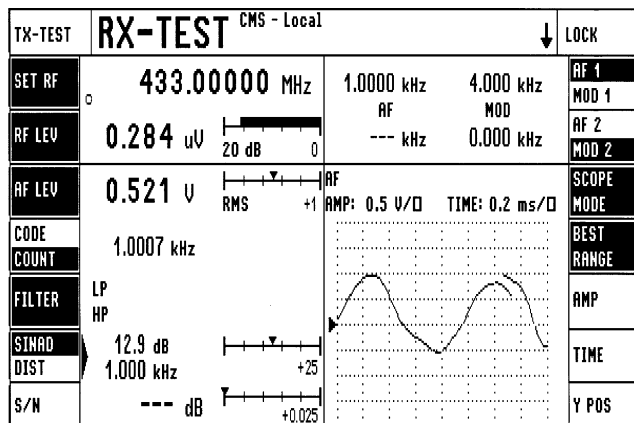 TX-TEST RX-TEST CMS - Local LOCK
SET RF 433.00000 MHz 1.0000 kHz 4.000 kHz AF 1
MOD 1
AF MOD
RF LEV 0.284 uV 20 dB 0 --- kHz 0.000 kHz AF 2
MOD 2
AF LEV 0.521 V RMS +1 AF SCOPE
AMP: 0.5 V/□ TIME: 0.2 ms/□ MODE
CODE
COUNT 1.0007 kHz BEST
RANGE
FILTER LP
HP AMP
SINAD 12.9 dB
DIST 1.000 kHz +25 TIME
S/N --- dB +0.025 Y POS